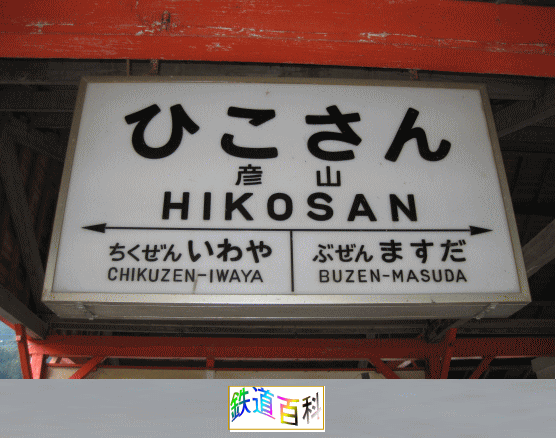 ひこさん
彦山
HIKOSAN
ちくぜんいわや ぶぜんますだ
CHIKUZEN-IWAYA BUZEN-MASUDA
鉄道百科